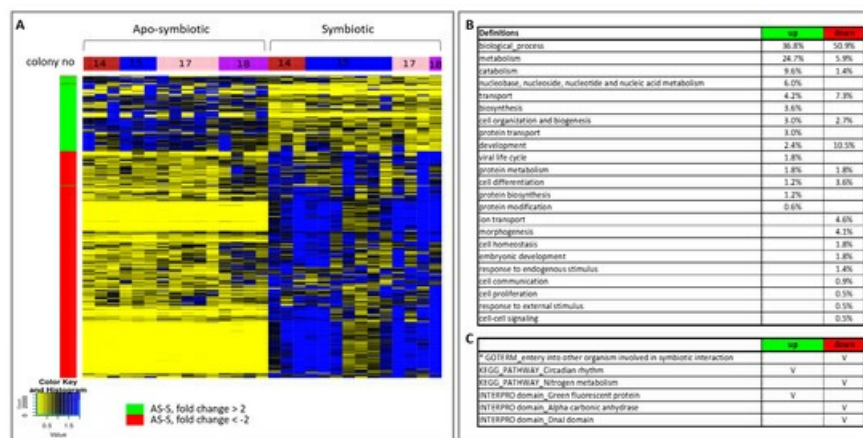 A
Apo-symbiotic Symbiotic
colony no 14 15 17 18 14 15 17 18
Color Key
and Histogram
Count
0 2000
0.5 1.5
Value
AS-S, fold change > 2
AS-S, fold change < -2
B
Definitions up down
biological_process 36.8% 50.9%
metabolism 24.7% 5.9%
catabolism 9.6% 1.4%
nucleobase, nucleoside, nucleotide and nucleic acid metabolism 6.0%
transport 4.2% 7.3%
biosynthesis 3.6%
cell organization and biogenesis 3.0% 2.7%
protein transport 3.0%
development 2.4% 10.5%
viral life cycle 1.8%
protein metabolism 1.8% 1.8%
cell differentiation 1.2% 3.6%
protein biosynthesis 1.2%
protein modification 0.6%
ion transport 4.6%
morphogenesis 4.1%
cell homeostasis 1.8%
embryonic development 1.8%
response to endogenous stimulus 1.4%
cell communication 0.9%
cell proliferation 0.5%
response to external stimulus 0.5%
cell-cell signaling 0.5%
C
up down
* GOTERM_entery into other organism involved in symbiotic interaction V
KEGG_PATHWAY_Circadian rhythm V
KEGG_PATHWAY_Nitrogen metabolism V
INTERPRO domain_Green fluorescent protein V
INTERPRO domain_Alpha carbonic anhydrase V
INTERPRO domain_DnaJ domain V